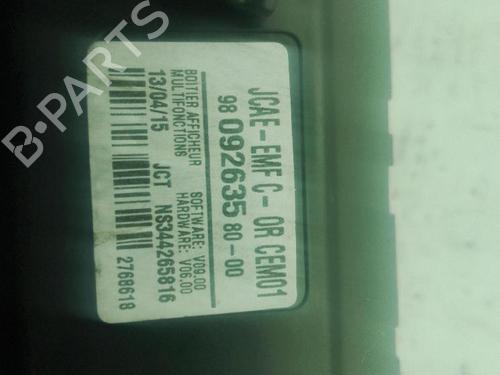 JCAE-EMF C-OR CEM01
98 092635 80-00
BOITIER AFFICHEUR
MULTIFONCTIONS
SOFTWARE: V09.00
HARDWARE: V06.00
13/04/15 JCT NS344265816
2768618
B-PARTS